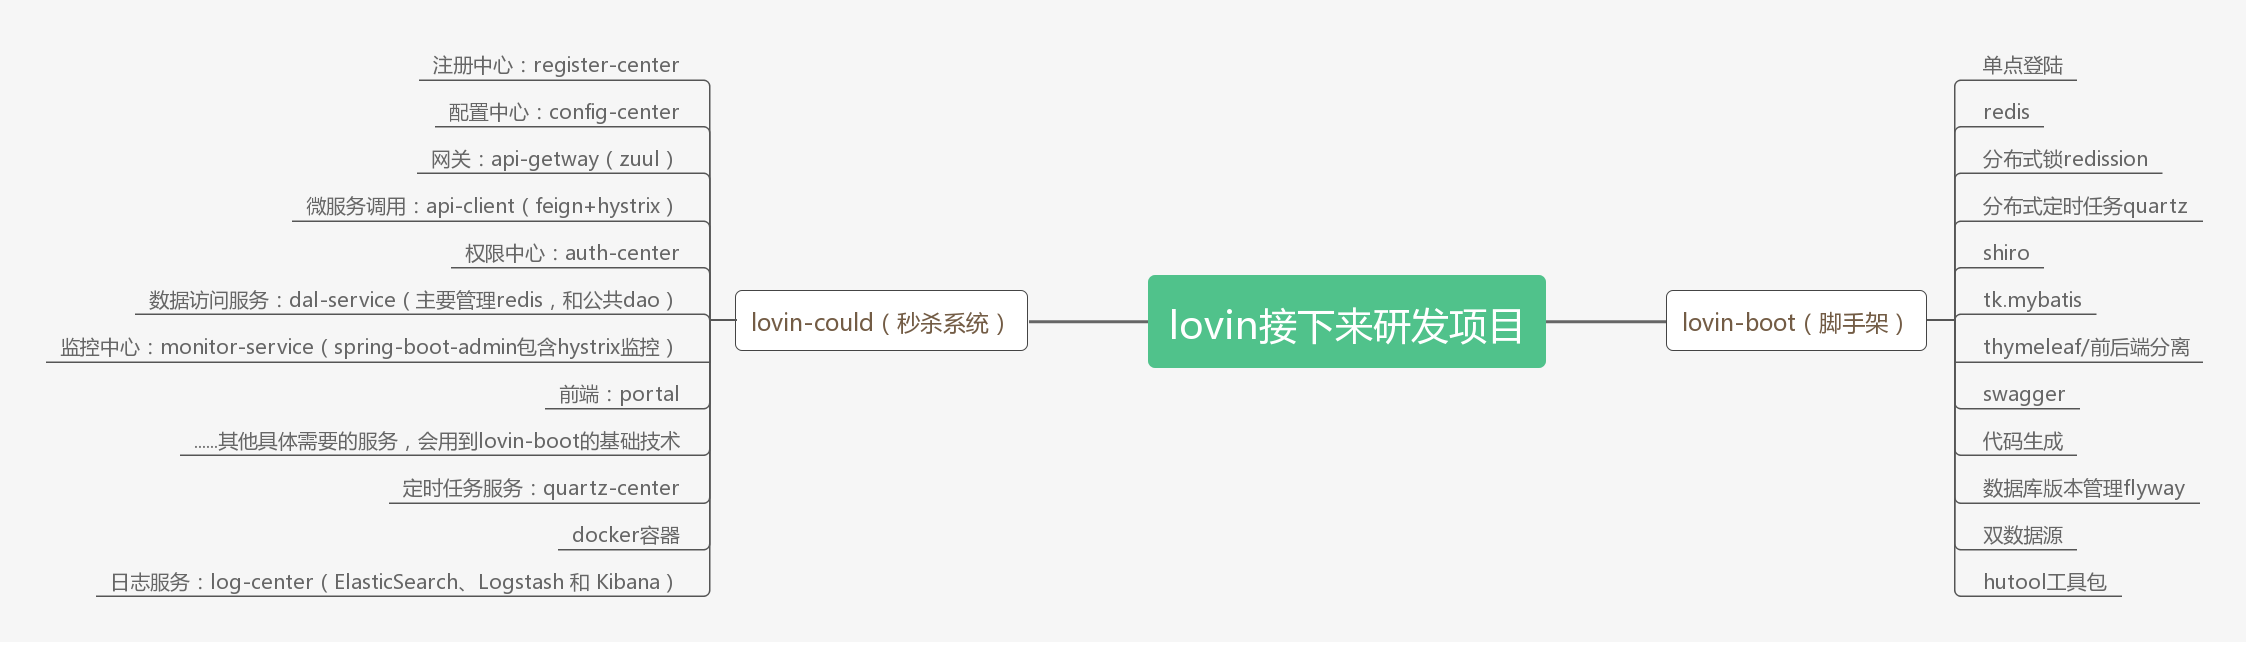 注册中心：register-center
配置中心：config-center
网关：api-getway（zuul）
微服务调用：api-client（feign+hystrix）
权限中心：auth-center
数据访问服务：dal-service（主要管理redis，和公共dao）
监控中心：monitor-service（spring-boot-admin包含hystrix监控）
前端：portal
......其他具体需要的服务，会用到lovin-boot的基础技术
定时任务服务：quartz-center
docker容器
日志服务：log-center（ElasticSearch、Logstash 和 Kibana）
lovin-could（秒杀系统）
lovin接下来研发项目
lovin-boot（脚手架）
单点登陆
redis
分布式锁redission
分布式定时任务quartz
shiro
tk.mybatis
thymeleaf/前后端分离
swagger
代码生成
数据库版本管理flyway
双数据源
hutool工具包